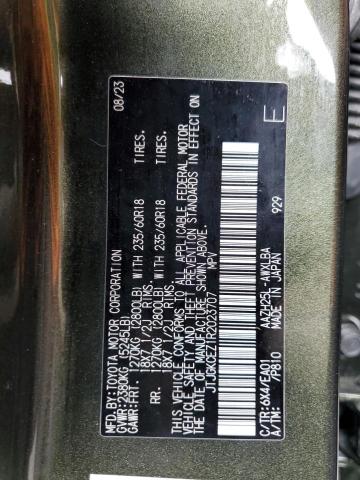 MFD.BY:TOYOTA MOTOR CORPORATION 08/23
GVWR:2380KG (5245LB)
GAWR:FRT. 1270KG (2800LB) WITH 235/60R18 TIRES.
18X7 1/2J RIMS.
RR. 1270KG (2800LB) WITH 235/60R18 TIRES.
18X7 1/2J RIMS.
THIS VEHICLE CONFORMS TO ALL APPLICABLE FEDERAL MOTOR
VEHICLE SAFETY AND THEFT PREVENTION STANDARDS IN EFFECT ON
THE DATE OF MANUFACTURE SHOWN ABOVE.
JTJGKCEZ1R2023707 MPV
E
C/TR:6X4/EA01 AAZH25L-AWXLBA
A/TM: /P810 MADE IN JAPAN 929